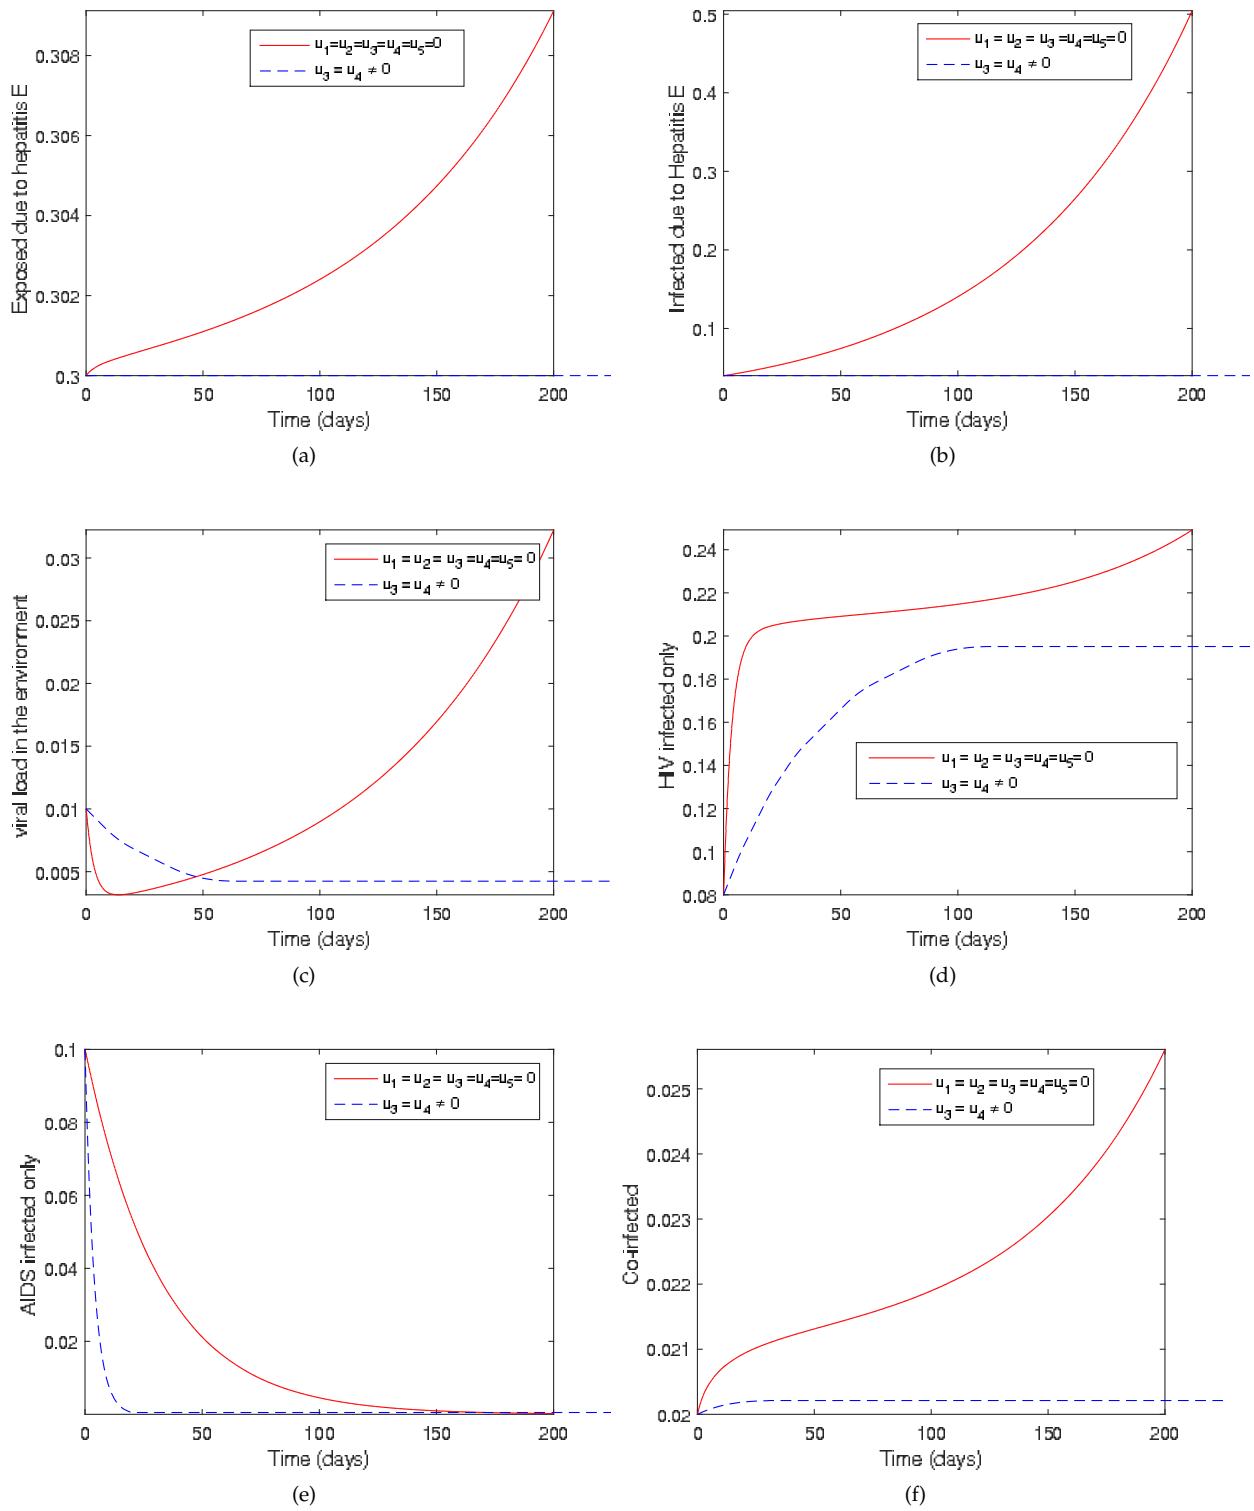 u1=u2=u3=u4=u5=0
u3 = u4 ≠ 0
Exposed due to hepatitis E
0.308
0.306
0.304
0.302
0.3
0 50 100 150 200
Time (days)
(a)
u1 = u2 = u3=u4=u5=0
u3 = u4 ≠ 0
Infected due to Hepatitis E
0.5
0.4
0.3
0.2
0.1
0 50 100 150 200
Time (days)
(b)
u1 = u2 = u3=u4=u5= 0
u3 = u4 ≠ 0
viral load in the environment
0.03
0.025
0.02
0.015
0.01
0.005
0 50 100 150 200
Time (days)
(c)
u1 = u2 = u3=u4=u5= 0
u3 = u4 ≠ 0
HIV infected only
0.24
0.22
0.2
0.18
0.16
0.14
0.12
0.1
0.08
0 50 100 150 200
Time (days)
(d)
u1 = u2 = u3=u4=u5= 0
u3 = u4 ≠ 0
AIDS infected only
0.1
0.08
0.06
0.04
0.02
0 50 100 150 200
Time (days)
(e)
u1 = u2 = u3=u4=u5= 0
u3 = u4 ≠ 0
Co-infected
0.025
0.024
0.023
0.022
0.021
0.02
0 50 100 150 200
Time (days)
(f)